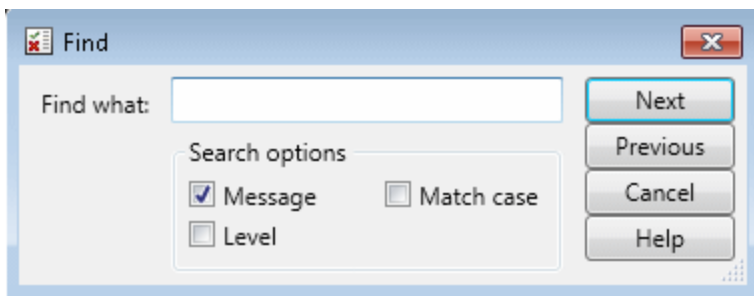 Find
Find what:
Next
Previous
Cancel
Help
Search options
Message
Match case
Level